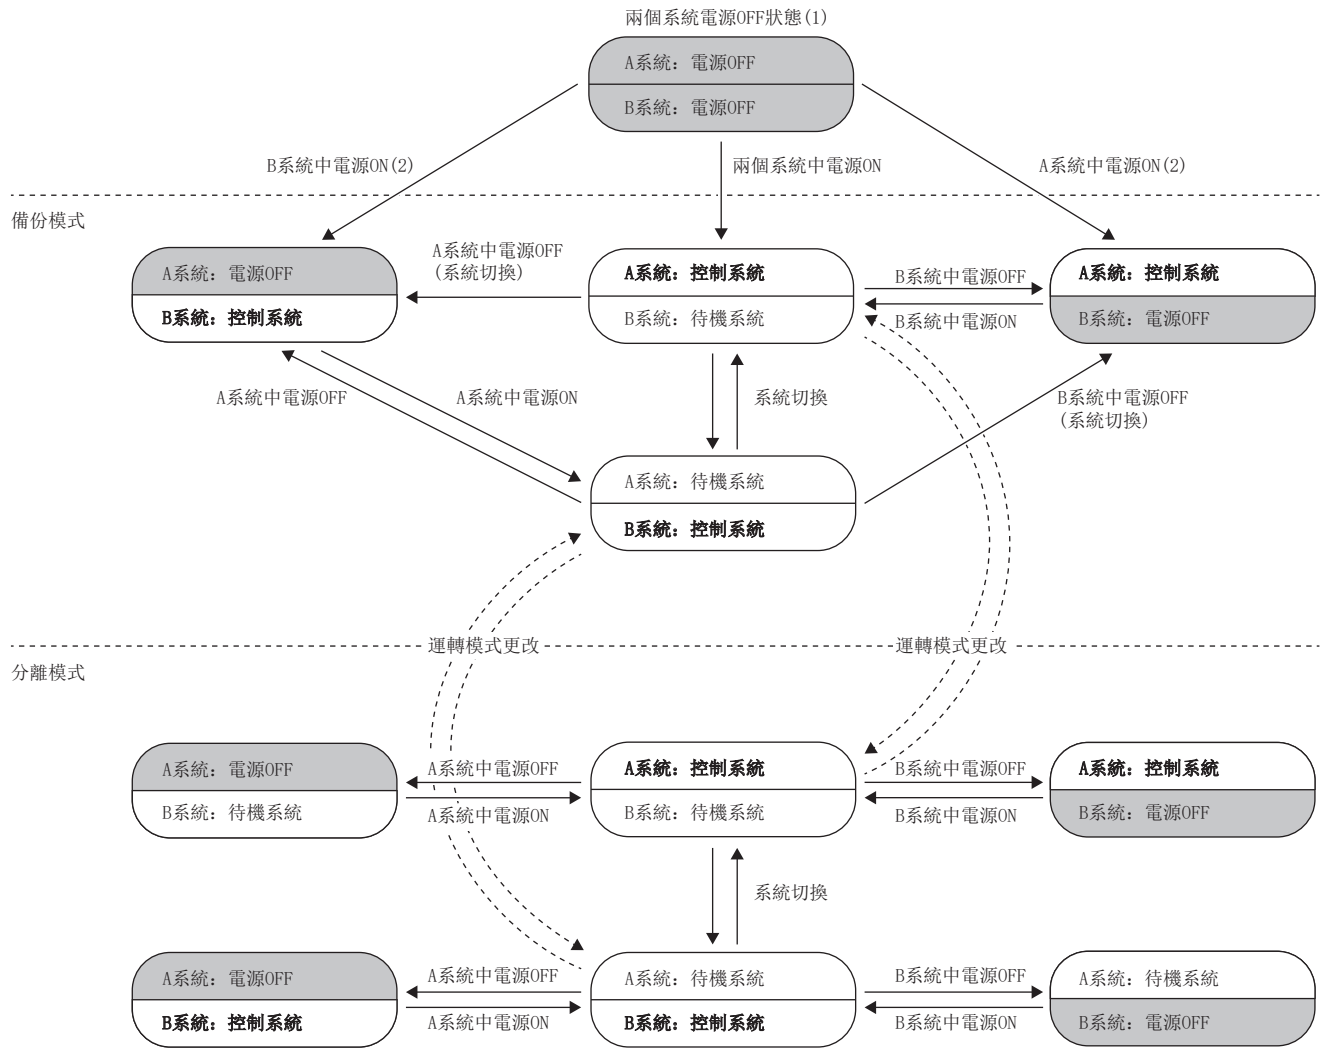 兩個系統電源OFF狀態(1)
A系統：電源OFF
B系統：電源OFF
B系統中電源ON(2)
兩個系統中電源ON
A系統中電源ON(2)
備份模式
A系統：電源OFF
B系統：控制系統
A系統中電源OFF
(系統切換)
A系統：控制系統
B系統：待機系統
B系統中電源OFF
B系統中電源ON
A系統：控制系統
B系統：電源OFF
A系統中電源OFF
A系統中電源ON
系統切換
B系統中電源OFF
(系統切換)
A系統：待機系統
B系統：控制系統
運轉模式更改
運轉模式更改
分離模式
A系統：電源OFF
B系統：待機系統
A系統中電源OFF
A系統中電源ON
A系統：控制系統
B系統：待機系統
B系統中電源OFF
B系統中電源ON
A系統：控制系統
B系統：電源OFF
系統切換
A系統：電源OFF
B系統：控制系統
A系統中電源OFF
A系統中電源ON
A系統：待機系統
B系統：控制系統
B系統中電源OFF
B系統中電源ON
A系統：待機系統
B系統：電源OFF